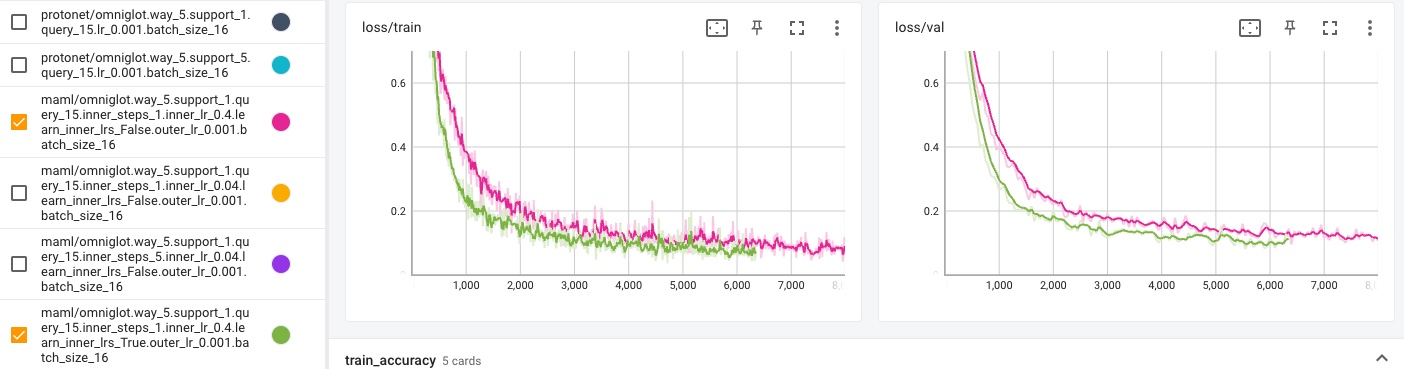 protonet/omniglot.way_5.support_1.
query_15.lr_0.001.batch_size_16
protonet/omniglot.way_5.support_5.
query_15.lr_0.001.batch_size_16
maml/omniglot.way_5.support_1.qu
ery_15.inner_steps_1.inner_lr_0.4.le
arn_inner_lrs_False.outer_lr_0.001.b
atch_size_16
maml/omniglot.way_5.support_1.qu
ery_15.inner_steps_1.inner_lr_0.04.l
earn_inner_lrs_False.outer_lr_0.001.
batch_size_16
maml/omniglot.way_5.support_1.qu
ery_15.inner_steps_5.inner_lr_0.04.l
earn_inner_lrs_False.outer_lr_0.001.
batch_size_16
maml/omniglot.way_5.support_1.qu
ery_15.inner_steps_1.inner_lr_0.4.le
arn_inner_lrs_True.outer_lr_0.001.ba
tch_size_16
loss/train
0.6
0.4
0.2
0
1,000 2,000 3,000 4,000 5,000 6,000 7,000
loss/val
0.6
0.4
0.2
0
1,000 2,000 3,000 4,000 5,000 6,000 7,000
train_accuracy 5 cards